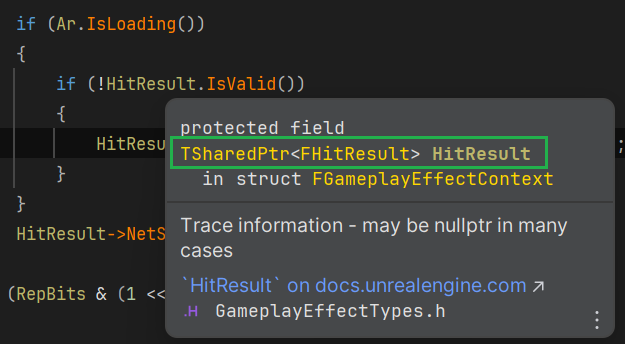 if (Ar.IsLoading())
{
if (!HitResult.IsValid())
{
HitResu
;
}
}
HitResult->NetS
(RepBits & (1 <<
protected field
TSharedPtr<FHitResult> HitResult
in struct FGameplayEffectContext
Trace information - may be nullptr in many
cases
`HitResult` on docs.unrealengine.com ↗
.H GameplayEffectTypes.h